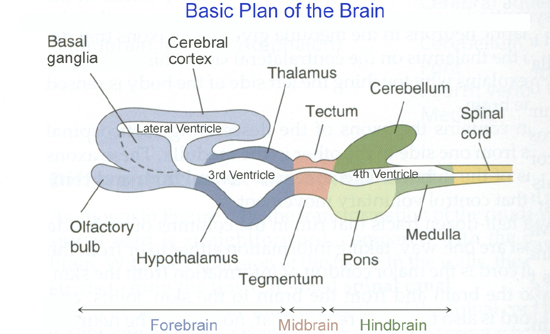 Basic Plan of the Brain
Basal
ganglia
Cerebral
cortex
Thalamus
Tectum
Cerebellum
Spinal
cord
Lateral Ventricle
3rd Ventricle
4th Ventricle
Olfactory
bulb
Hypothalamus
Tegmentum
Pons
Medulla
Forebrain
Midbrain
Hindbrain